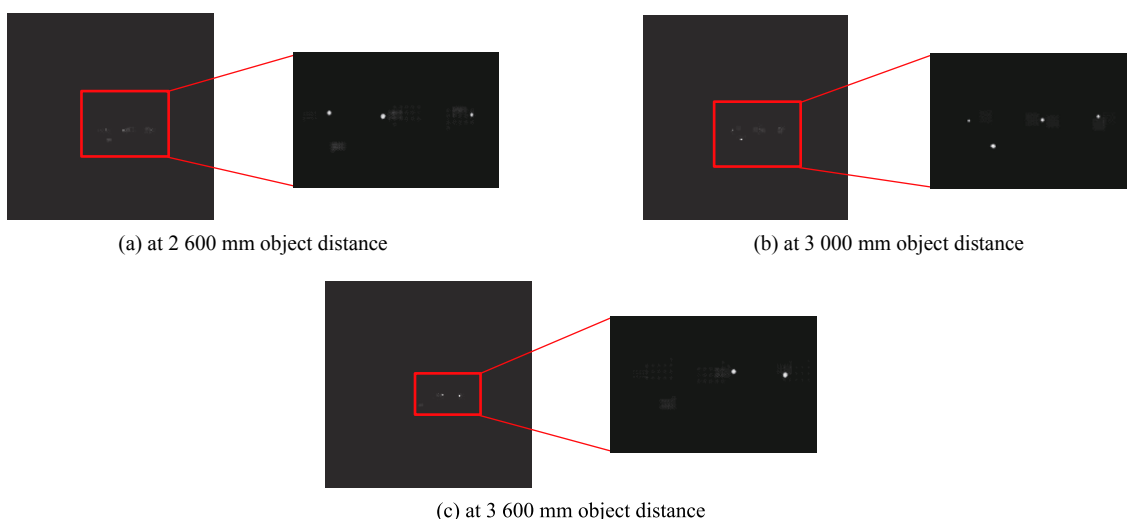 (a) at 2 600 mm object distance
(b) at 3 000 mm object distance
(c) at 3 600 mm object distance